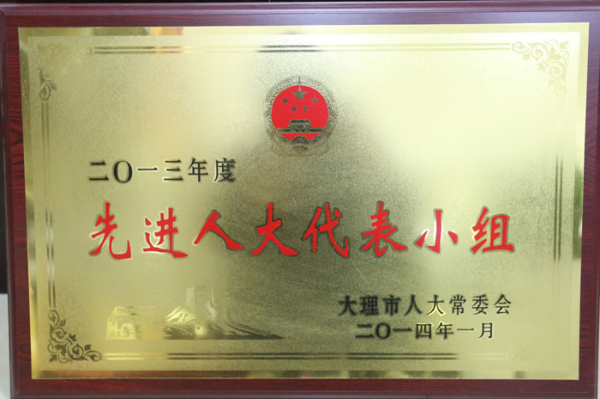 二〇一三年度
先进人大代表小组
大理市人大常委会
二〇一四年一月